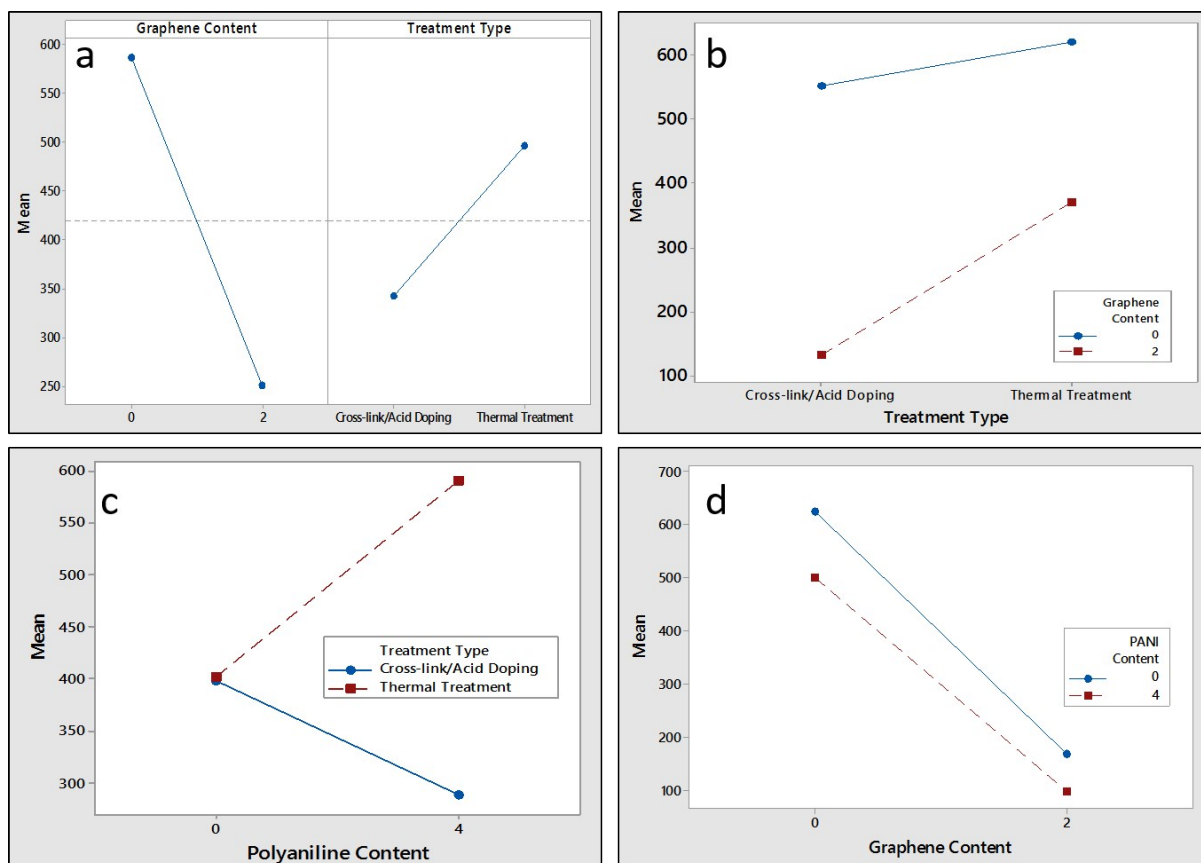 Graphene Content Treatment Type
a
600
550
500
450
400
350
300
250
Mean
0 2 Cross-link/Acid Doping Thermal Treatment
b
600
500
400
300
200
100
Mean
Graphene
Content
0
2
Cross-link/Acid Doping Thermal Treatment
Treatment Type
c
600
550
500
450
400
350
300
Mean
Treatment Type
Cross-link/Acid Doping
Thermal Treatment
0 4
Polyaniline Content
d
700
600
500
400
300
200
100
Mean
PANI
Content
0
4
0 2
Graphene Content